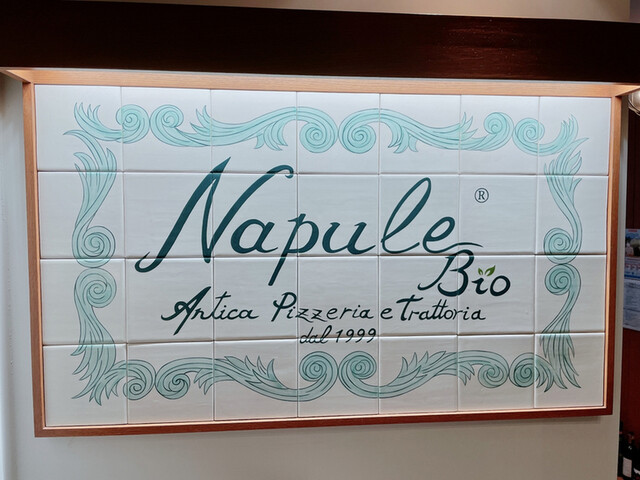 Napule ®
Bio
Antica Pizzeria e Trattoria
dal 1999